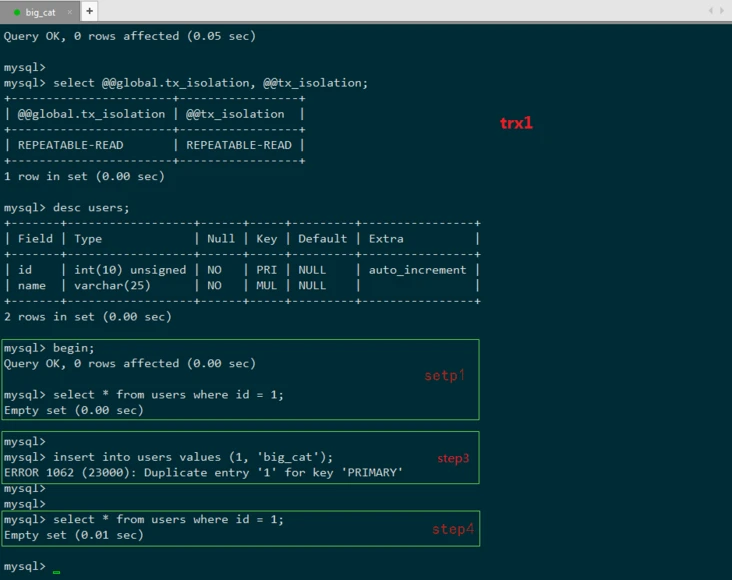 big_cat × +
Query OK, 0 rows affected (0.05 sec)
mysql>
mysql> select @@global.tx_isolation, @@tx_isolation;
+-----------------------+-----------------+
| @@global.tx_isolation | @@tx_isolation  |
+-----------------------+-----------------+
| REPEATABLE-READ       | REPEATABLE-READ |
+-----------------------+-----------------+
trx1
1 row in set (0.00 sec)
mysql> desc users;
+-------+------------------+------+-----+---------+----------------+
| Field | Type             | Null | Key | Default | Extra          |
+-------+------------------+------+-----+---------+----------------+
| id    | int(10) unsigned | NO   | PRI | NULL    | auto_increment |
| name  | varchar(25)      | NO   | MUL | NULL    |                |
+-------+------------------+------+-----+---------+----------------+
2 rows in set (0.00 sec)
mysql> begin;
Query OK, 0 rows affected (0.00 sec)
setp1
mysql> select * from users where id = 1;
Empty set (0.00 sec)
mysql>
mysql> insert into users values (1, 'big_cat');
step3
ERROR 1062 (23000): Duplicate entry '1' for key 'PRIMARY'
mysql>
mysql>
mysql> select * from users where id = 1;
step4
Empty set (0.01 sec)
mysql>